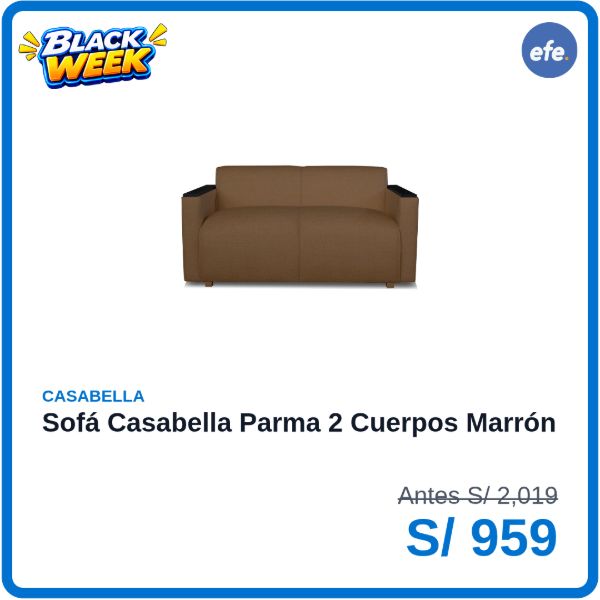 BLACK
WEEK
efe.
CASABELLA
Sofá Casabella Parma 2 Cuerpos Marrón
Antes S/ 2,019
S/ 959